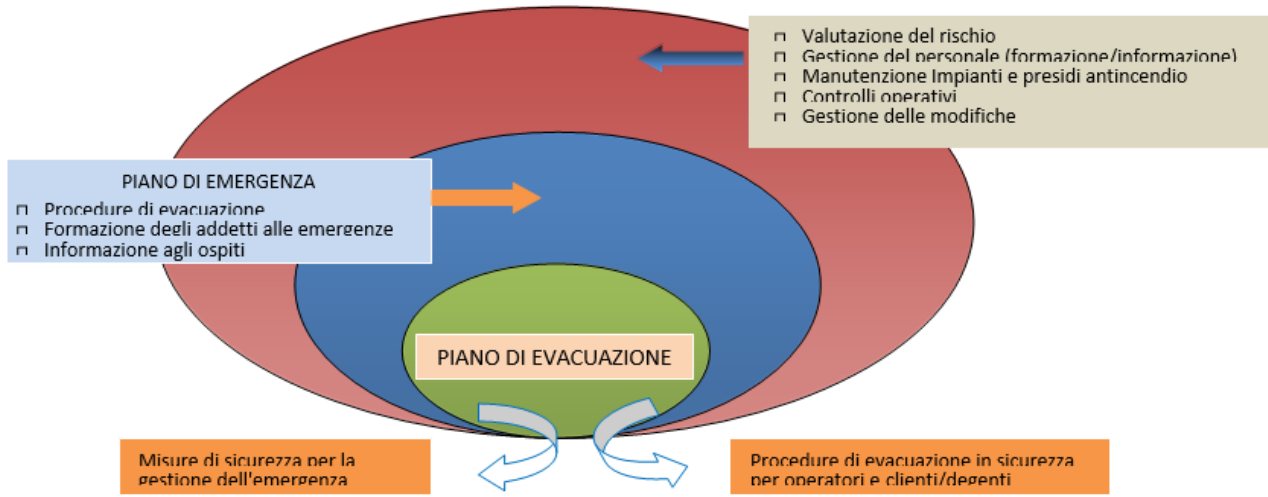 Valutazione del rischio
Gestione del personale (formazione/informazione)
Manutenzione Impianti e presidi antincendio
Controlli operativi
Gestione delle modifiche
PIANO DI EMERGENZA
Procedure di evacuazione
Formazione degli addetti alle emergenze
Informazione agli ospiti
PIANO DI EVACUAZIONE
Misure di sicurezza per la
gestione dell'emergenza
Procedure di evacuazione in sicurezza
per operatori e clienti/degenti